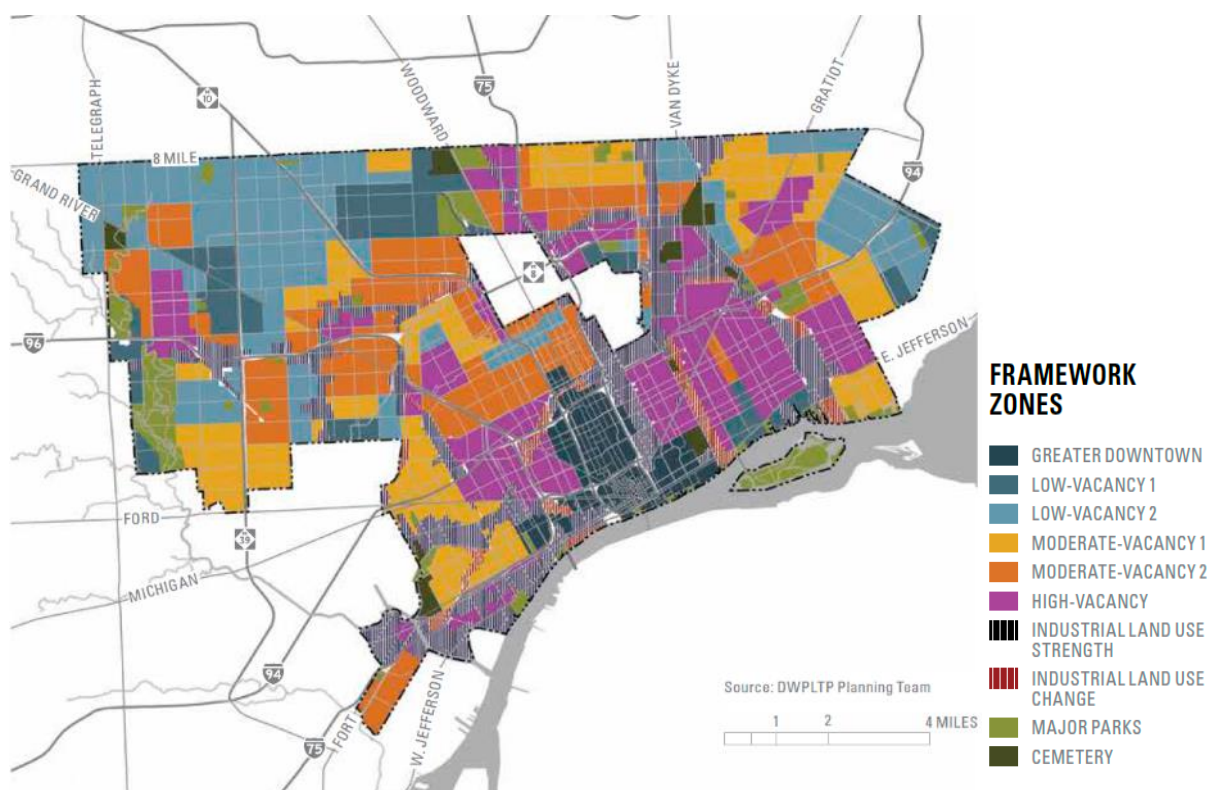 TELEGRAPH
10
WOODWARD
75
VAN DYKE
GRATIOT
8 MILE
94
GRAND RIVER
8
96
E. JEFFERSON
FORD
39
MICHIGAN
94
75
FORT
W. JEFFERSON
Source: DWPLTP Planning Team
1 2 4 MILES
FRAMEWORK
ZONES
GREATER DOWNTOWN
LOW-VACANCY 1
LOW-VACANCY 2
MODERATE-VACANCY 1
MODERATE-VACANCY 2
HIGH-VACANCY
INDUSTRIAL LAND USE
STRENGTH
INDUSTRIAL LAND USE
CHANGE
MAJOR PARKS
CEMETERY